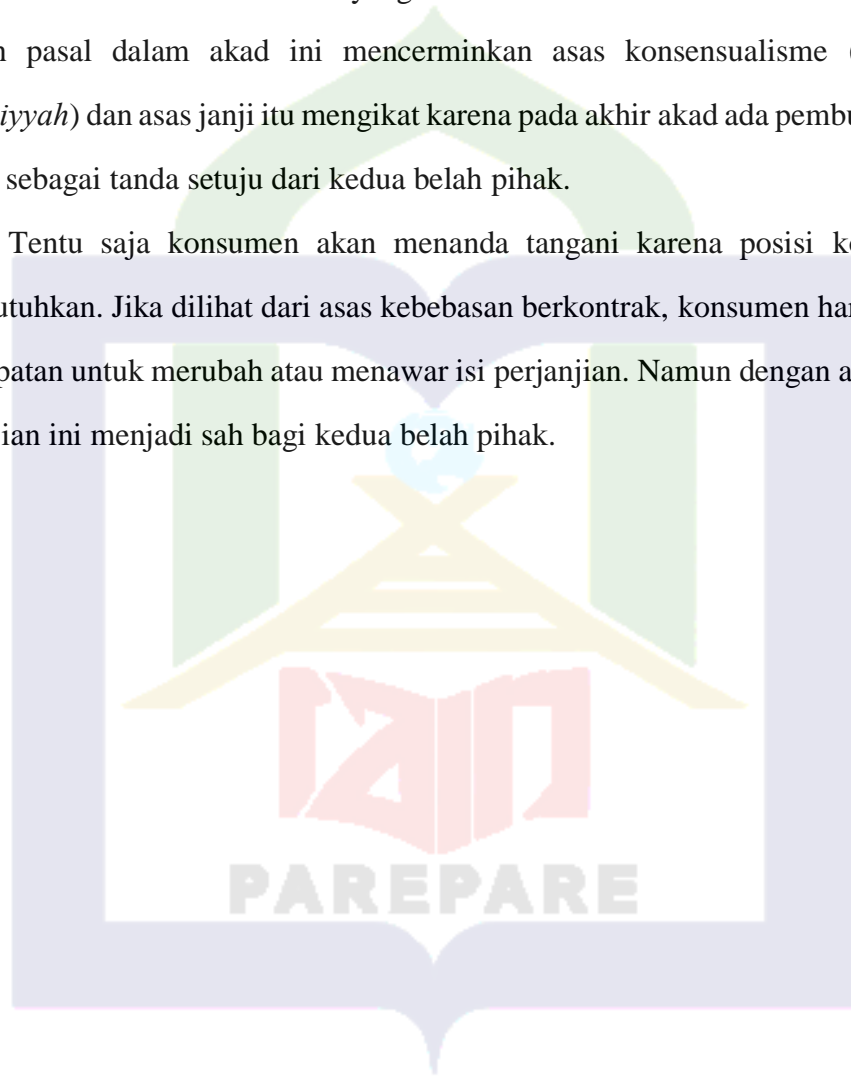 pasal dalam akad ini mencerminkan asas konsensualisme (
iyyah) dan asas janji itu mengikat karena pada akhir akad ada pembu
sebagai tanda setuju dari kedua belah pihak.
Tentu saja konsumen akan menanda tangani karena posisi ko
utuhkan. Jika dilihat dari asas kebebasan berkontrak, konsumen har
patan untuk merubah atau menawar isi perjanjian. Namun dengan a
ian ini menjadi sah bagi kedua belah pihak.
iain
PAREPARE